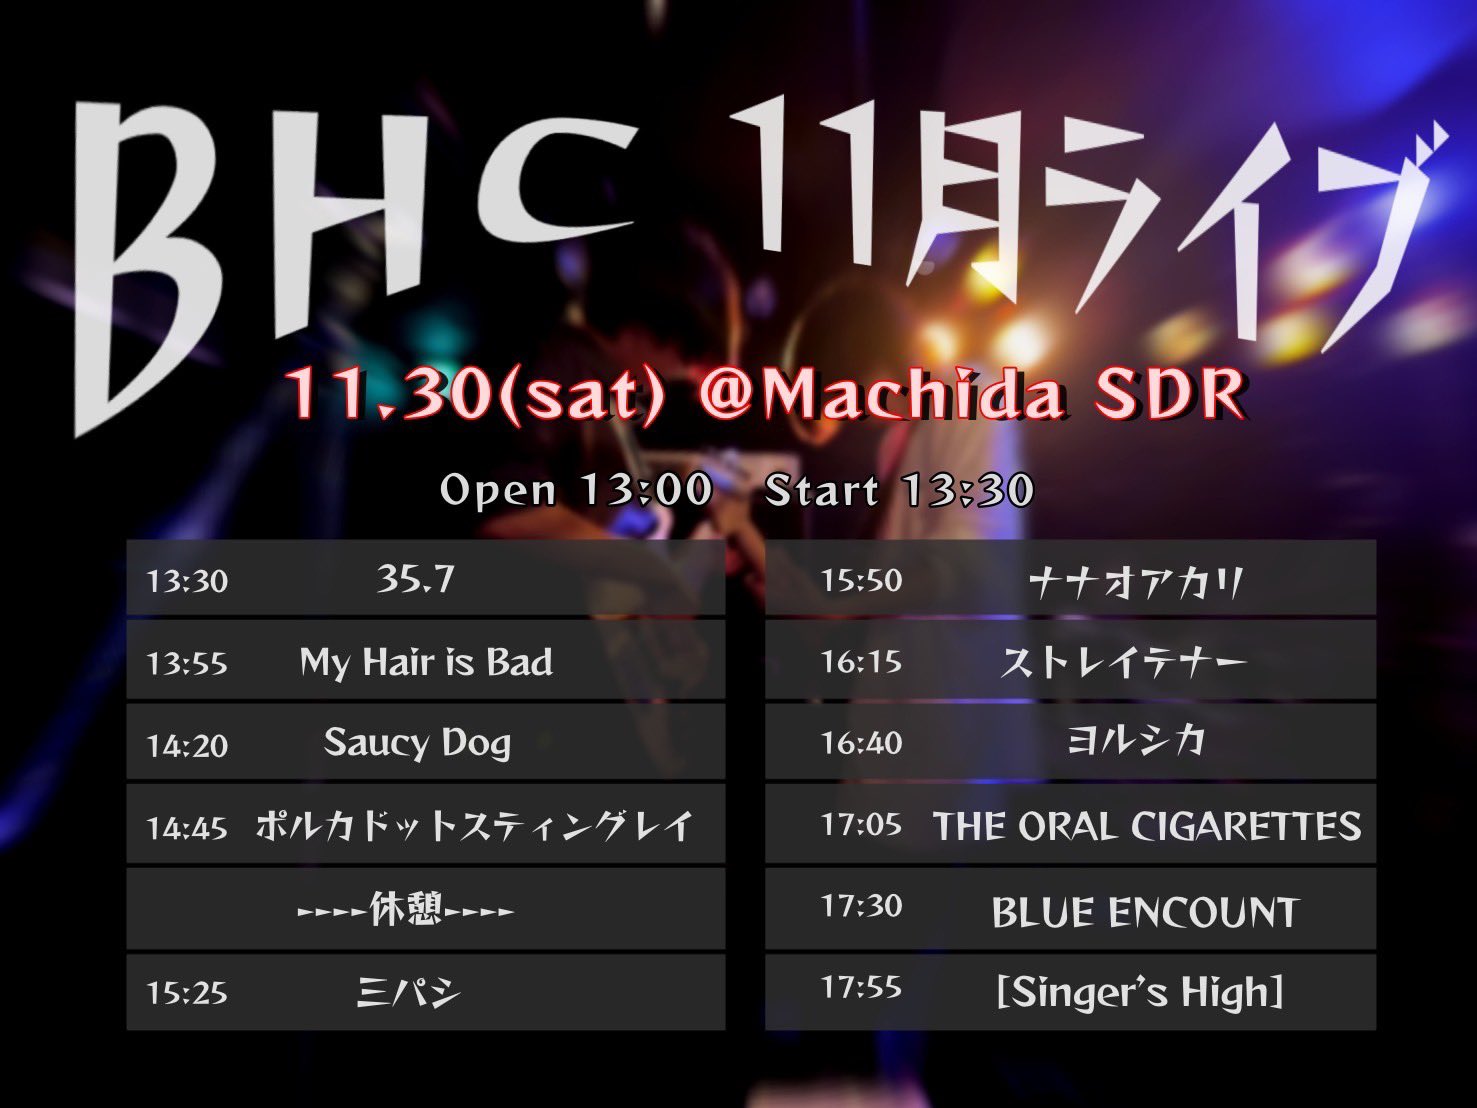 BHC 11月ライブ
11.30(sat) @Machida SDR
Open 13:00 Start 13:30
13:30 35.7
13:55 My Hair is Bad
14:20 Saucy Dog
14:45 ポルカドットスティングレイ
----休憩----
15:25 三パシ
15:50 ナナオアカリ
16:15 ストレイテナー
16:40 ヨルシカ
17:05 THE ORAL CIGARETTES
17:30 BLUE ENCOUNT
17:55 [Singer's High]